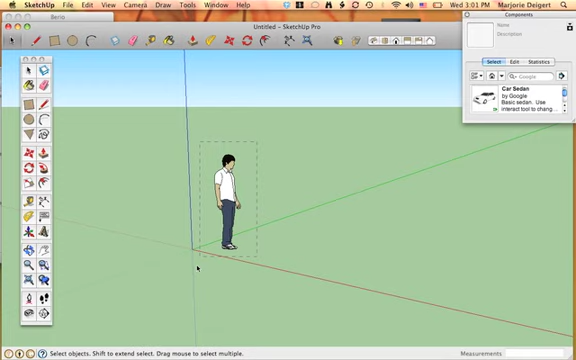 SketchUp File Edit View Camera Draw Tools Window Wed 3:01 PM Marjorie Deigert
Berio
Untitled - SketchUp Pro
Components
Name
Description
Select Edit Statistics
Google
Car Sedan
by Google
Basic sedan. Use
interact tool to chang...
Select objects. Shift to extend select. Drag mouse to select multiple.
Measurements